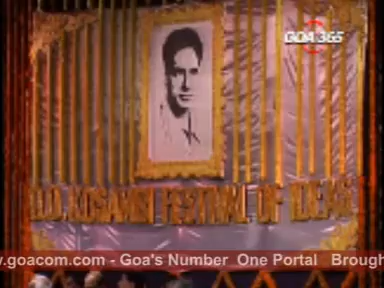 GOA 365
D.D. KOSAMBI FESTIVAL OF IDEAS
w.goacom.com - Goa's Number One Portal Brough